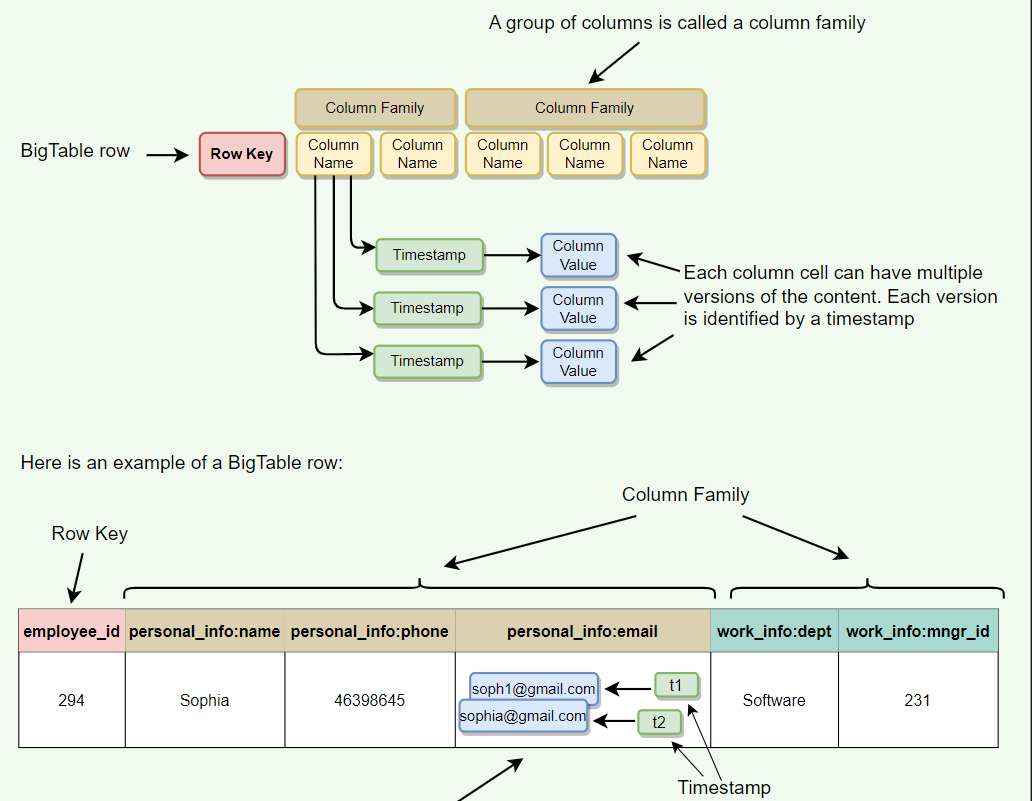 A group of columns is called a column family
Column Family
Column Family
BigTable row
Row Key
Column
Name
Column
Name
Column
Name
Column
Name
Column
Name
Timestamp
Column
Value
Timestamp
Column
Value
Timestamp
Column
Value
Each column cell can have multiple
versions of the content. Each version
is identified by a timestamp
Here is an example of a BigTable row:
Column Family
Row Key
employee_id personal_info:name personal_info:phone personal_info:email work_info:dept work_info:mngr_id
294 Sophia 46398645 soph1@gmail.com t1 Software 231
sophia@gmail.com t2
Timestamp